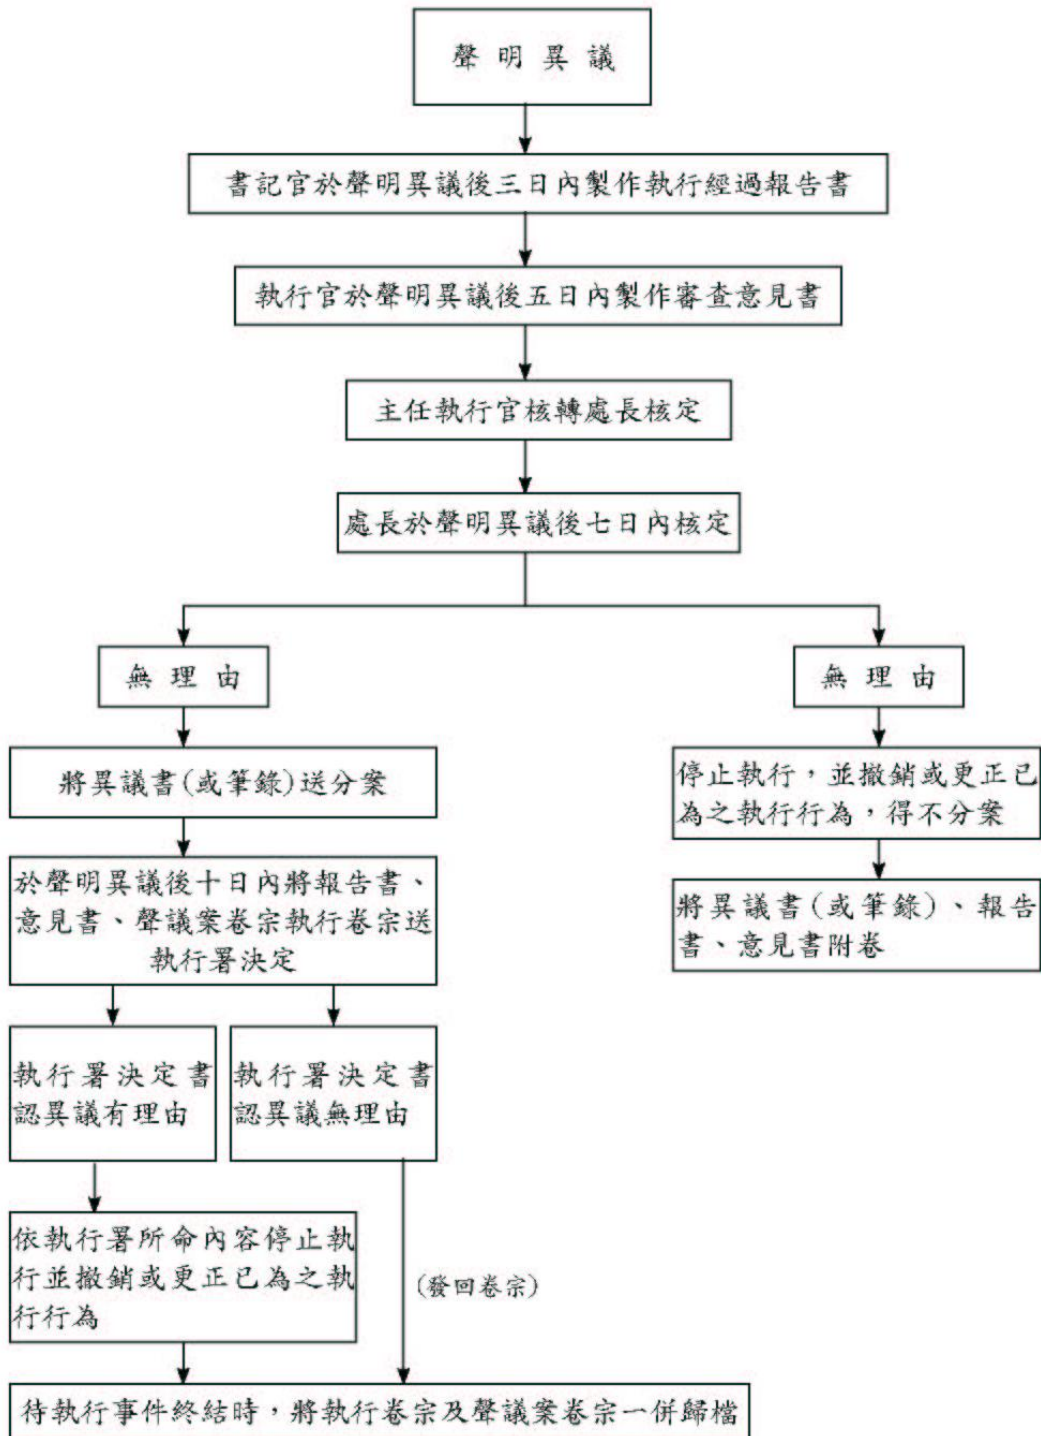 聲明異議
書記官於聲明異議後三日內製作執行經過報告書
執行官於聲明異議後五日內製作審查意見書
主任執行官核轉處長核定
處長於聲明異議後七日內核定
無理由
無理由
將異議書(或筆錄)送分案
停止執行，並撤銷或更正已
為之執行行為，得不分案
於聲明異議後十日內將報告書、
意見書、聲議案卷宗執行卷宗送
執行署決定
將異議書(或筆錄)、報告
書、意見書附卷
執行署決定書
認異議有理由
執行署決定書
認異議無理由
依執行署所命內容停止執
行並撤銷或更正已為之執
行行為
(發回卷宗)
待執行事件終結時，將執行卷宗及聲議案卷宗一併歸檔